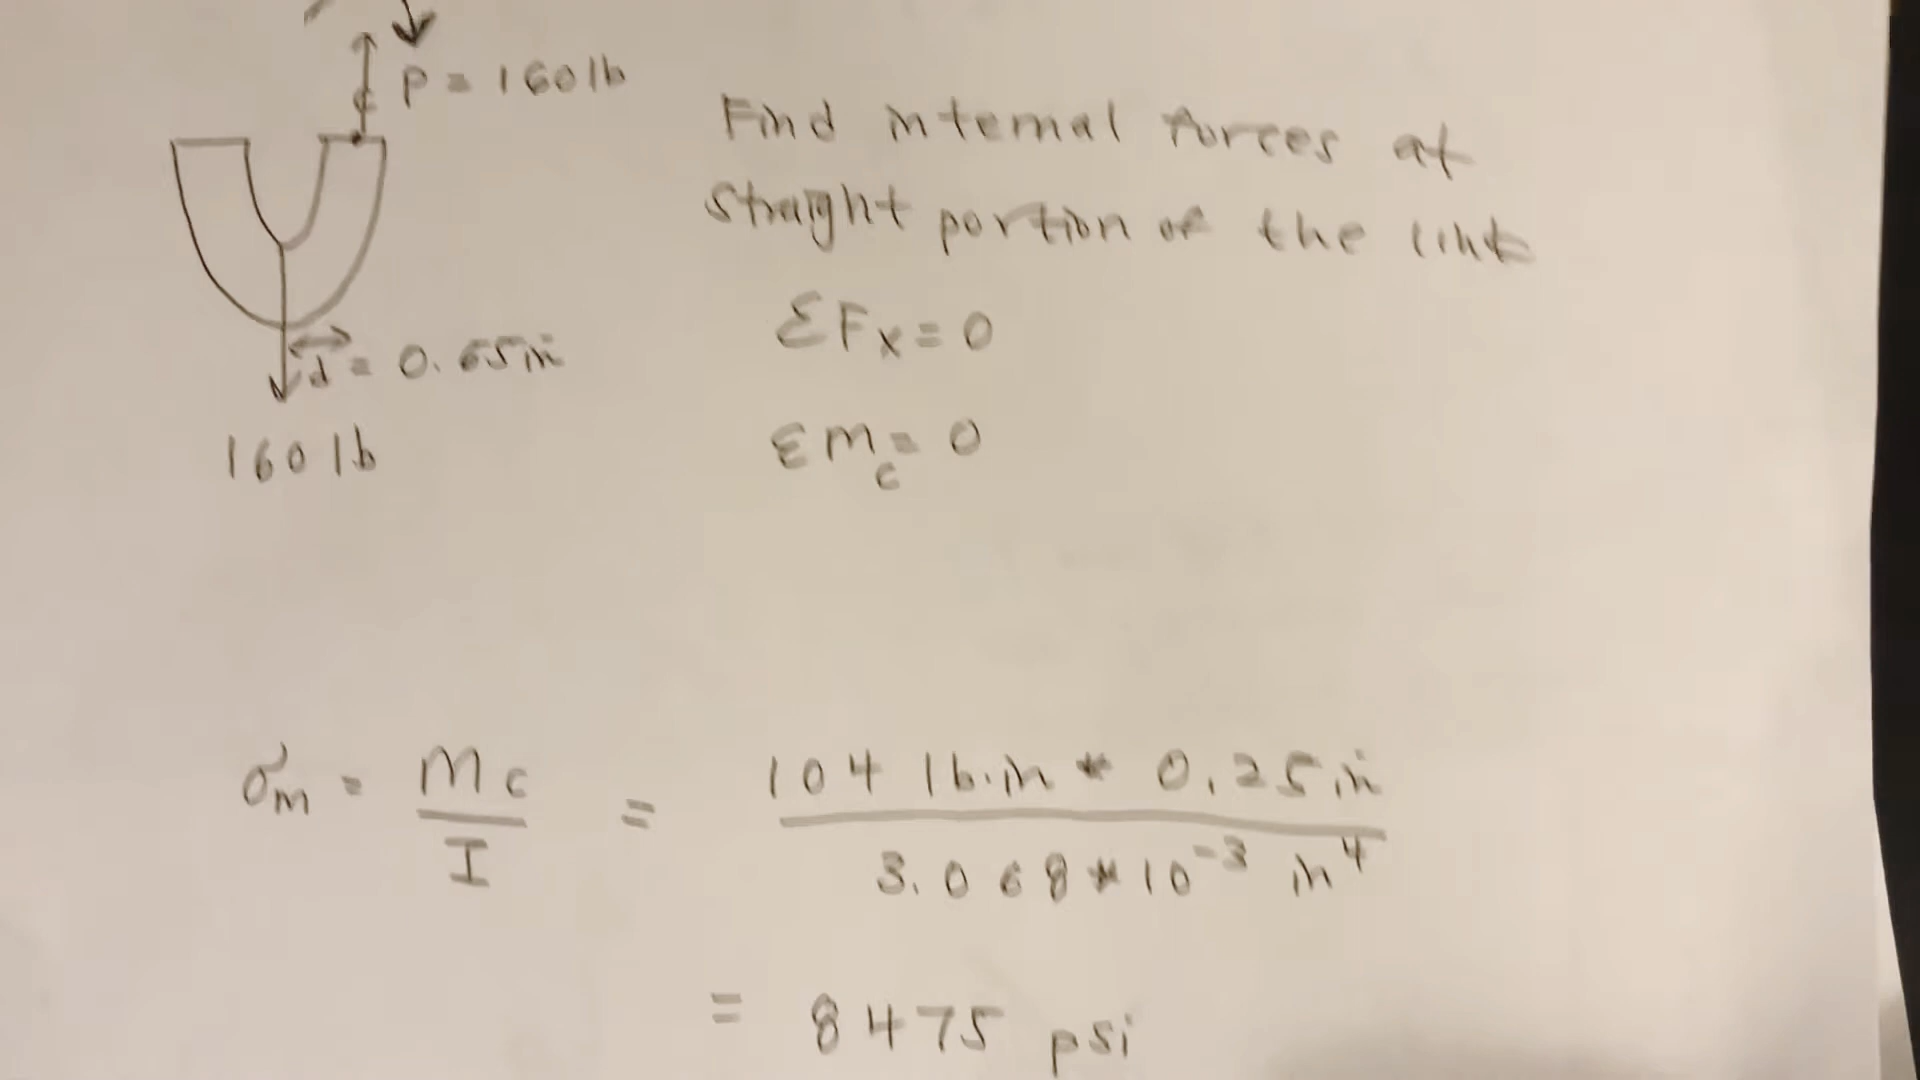 P = 160 lb
Find internal forces at
straight portion of the link
ΣFx = 0
d = 0.65 in
ΣMc = 0
160 lb
σm = Mc / I = 104 lb.in * 0.25 in / 3.068 * 10^-3 in^4
= 8475 psi